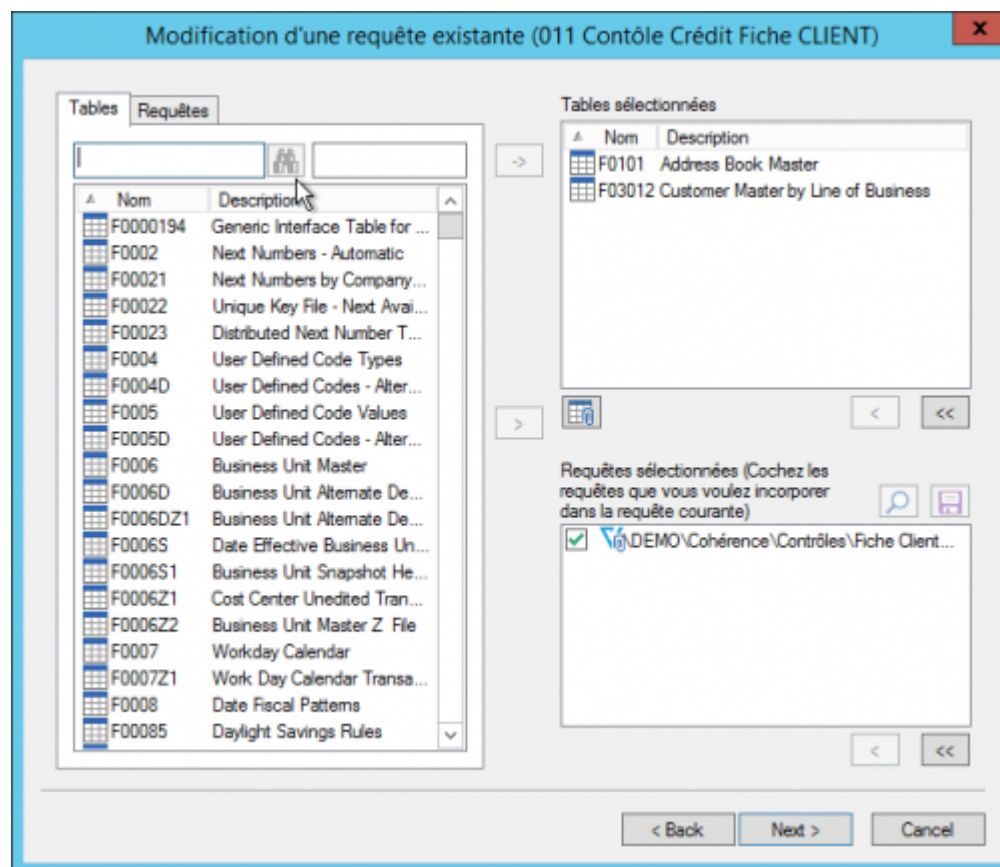 Modification d'une requête existante (011 Contôle Crédit Fiche CLIENT)
x
Tables Requêtes
Nom Description
F0000194 Generic Interface Table for ...
F0002 Next Numbers - Automatic
F00021 Next Numbers by Company...
F00022 Unique Key File - Next Avai...
F00023 Distributed Next Number T...
F0004 User Defined Code Types
F0004D User Defined Codes - Alter...
F0005 User Defined Code Values
F0005D User Defined Codes - Alter...
F0006 Business Unit Master
F0006D Business Unit Alternate De...
F0006DZ1 Business Unit Alternate De...
F0006S Date Effective Business Un...
F0006S1 Business Unit Snapshot He...
F0006Z1 Cost Center Unedited Tran...
F0006Z2 Business Unit Master Z File
F0007 Workday Calendar
F0007Z1 Work Day Calendar Transa...
F0008 Date Fiscal Patterns
F00085 Daylight Savings Rules
->
>
Tables sélectionnées
Nom Description
F0101 Address Book Master
F03012 Customer Master by Line of Business
< <<
Requêtes sélectionnées (Cochez les
requêtes que vous voulez incorporer
dans la requête courante)
\DEMO\Cohérence\Contrôles\Fiche Client...
< <<
< Back Next > Cancel